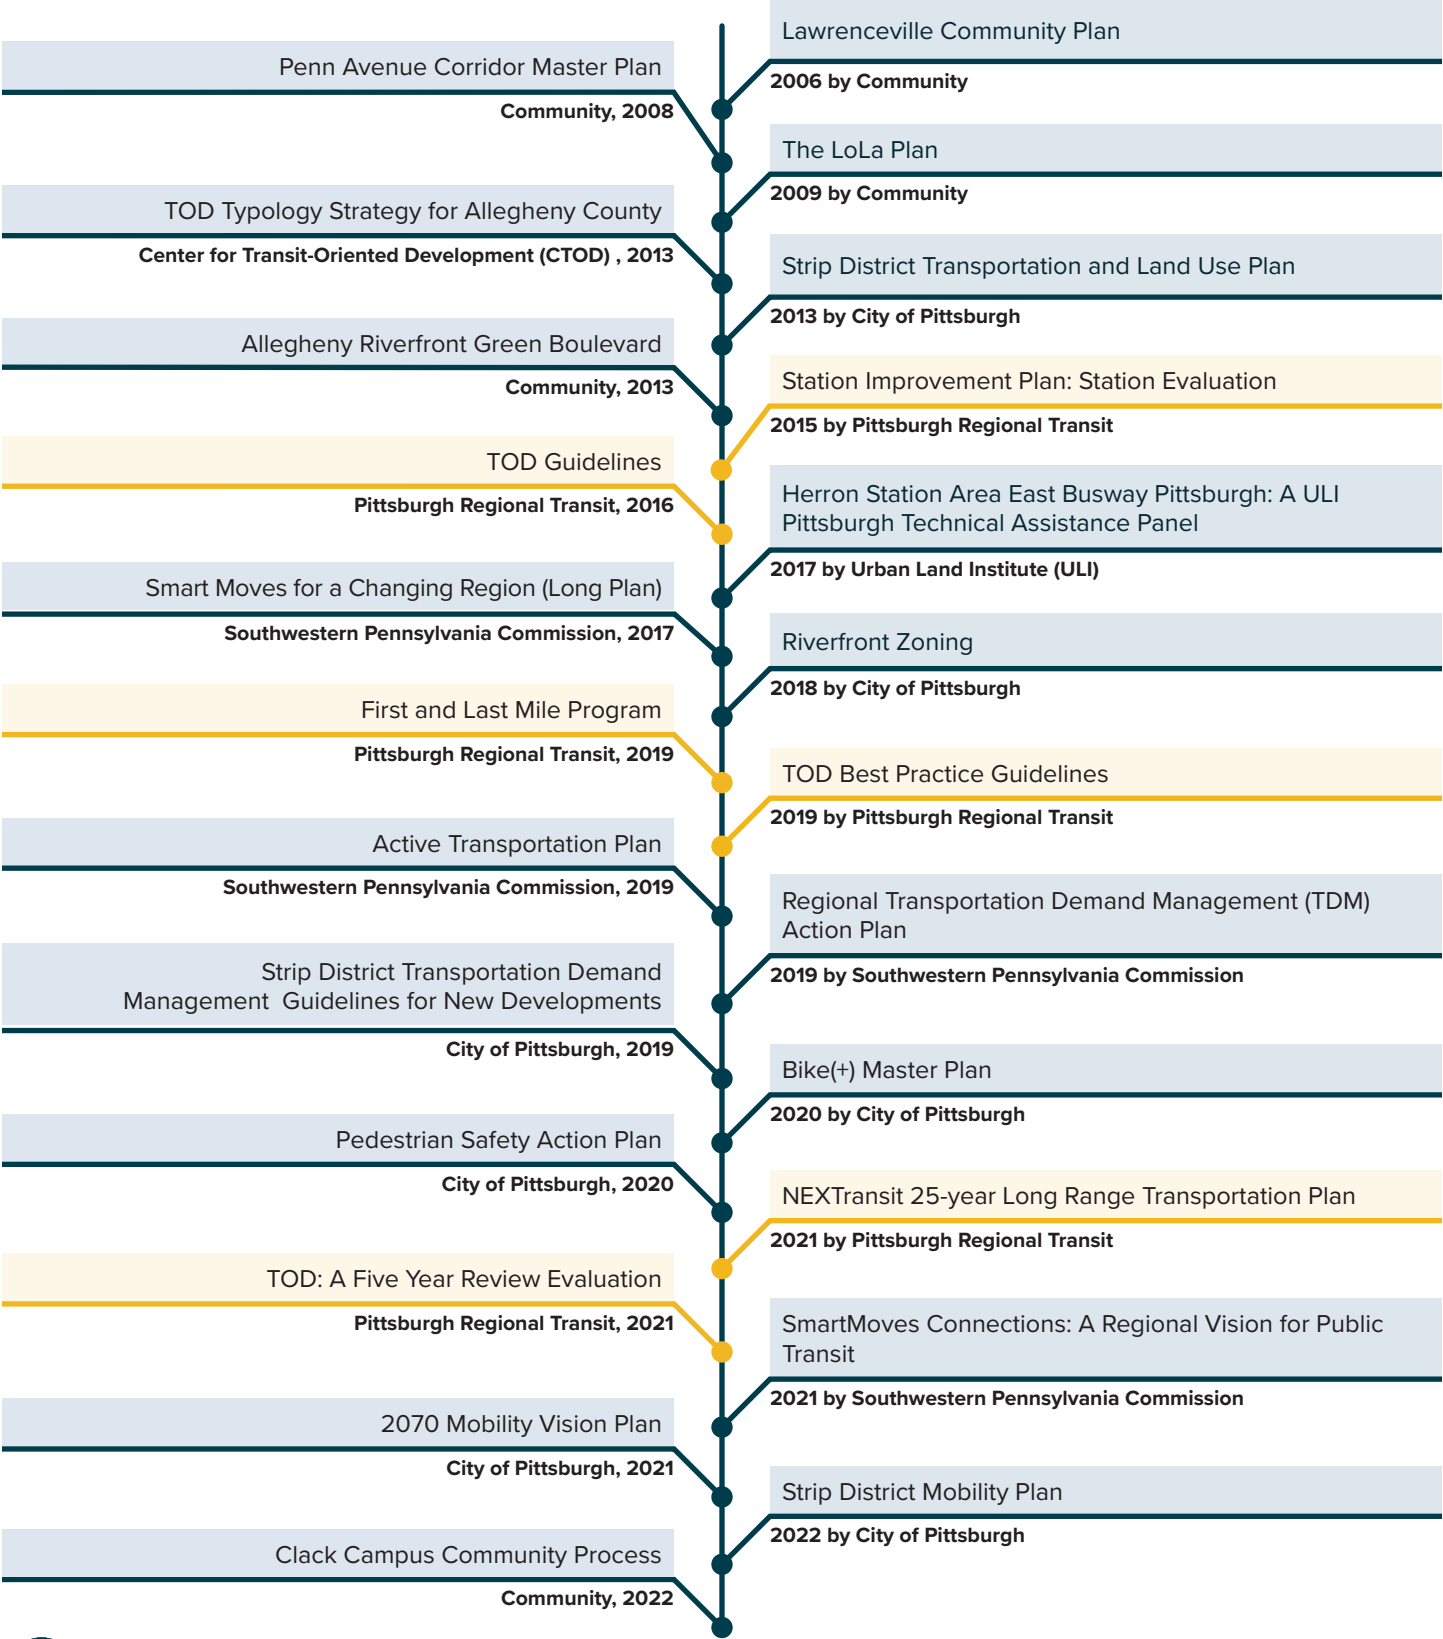 Lawrenceville Community Plan
2006 by Community
Penn Avenue Corridor Master Plan
Community, 2008
The LoLa Plan
2009 by Community
TOD Typology Strategy for Allegheny County
Center for Transit-Oriented Development (CTOD) , 2013
Strip District Transportation and Land Use Plan
2013 by City of Pittsburgh
Allegheny Riverfront Green Boulevard
Community, 2013
Station Improvement Plan: Station Evaluation
2015 by Pittsburgh Regional Transit
TOD Guidelines
Pittsburgh Regional Transit, 2016
Herron Station Area East Busway Pittsburgh: A ULI
Pittsburgh Technical Assistance Panel
2017 by Urban Land Institute (ULI)
Smart Moves for a Changing Region (Long Plan)
Southwestern Pennsylvania Commission, 2017
Riverfront Zoning
2018 by City of Pittsburgh
First and Last Mile Program
Pittsburgh Regional Transit, 2019
TOD Best Practice Guidelines
2019 by Pittsburgh Regional Transit
Active Transportation Plan
Southwestern Pennsylvania Commission, 2019
Regional Transportation Demand Management (TDM)
Action Plan
2019 by Southwestern Pennsylvania Commission
Strip District Transportation Demand
Management  Guidelines for New Developments
City of Pittsburgh, 2019
Bike(+) Master Plan
2020 by City of Pittsburgh
Pedestrian Safety Action Plan
City of Pittsburgh, 2020
NEXTransit 25-year Long Range Transportation Plan
2021 by Pittsburgh Regional Transit
TOD: A Five Year Review Evaluation
Pittsburgh Regional Transit, 2021
SmartMoves Connections: A Regional Vision for Public
Transit
2021 by Southwestern Pennsylvania Commission
2070 Mobility Vision Plan
City of Pittsburgh, 2021
Strip District Mobility Plan
2022 by City of Pittsburgh
Clack Campus Community Process
Community, 2022